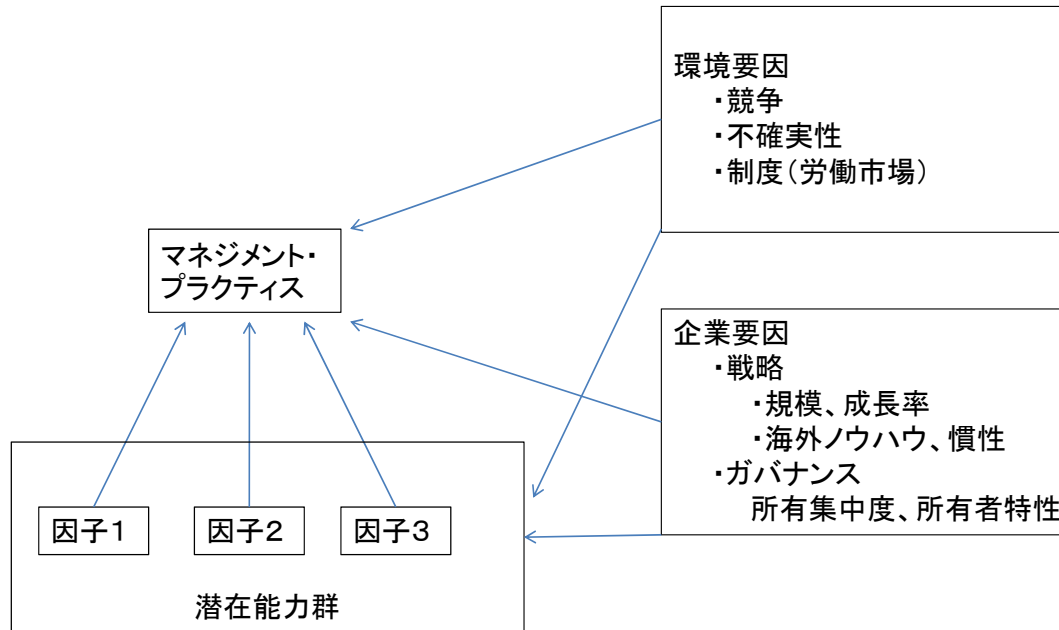 環境要因
・競争
・不確実性
・制度（労働市場）
マネジメント・
プラクティス
企業要因
・戦略
・規模、成長率
・海外ノウハウ、慣性
・ガバナンス
所有集中度、所有者特性
因子１
因子２
因子３
潜在能力群